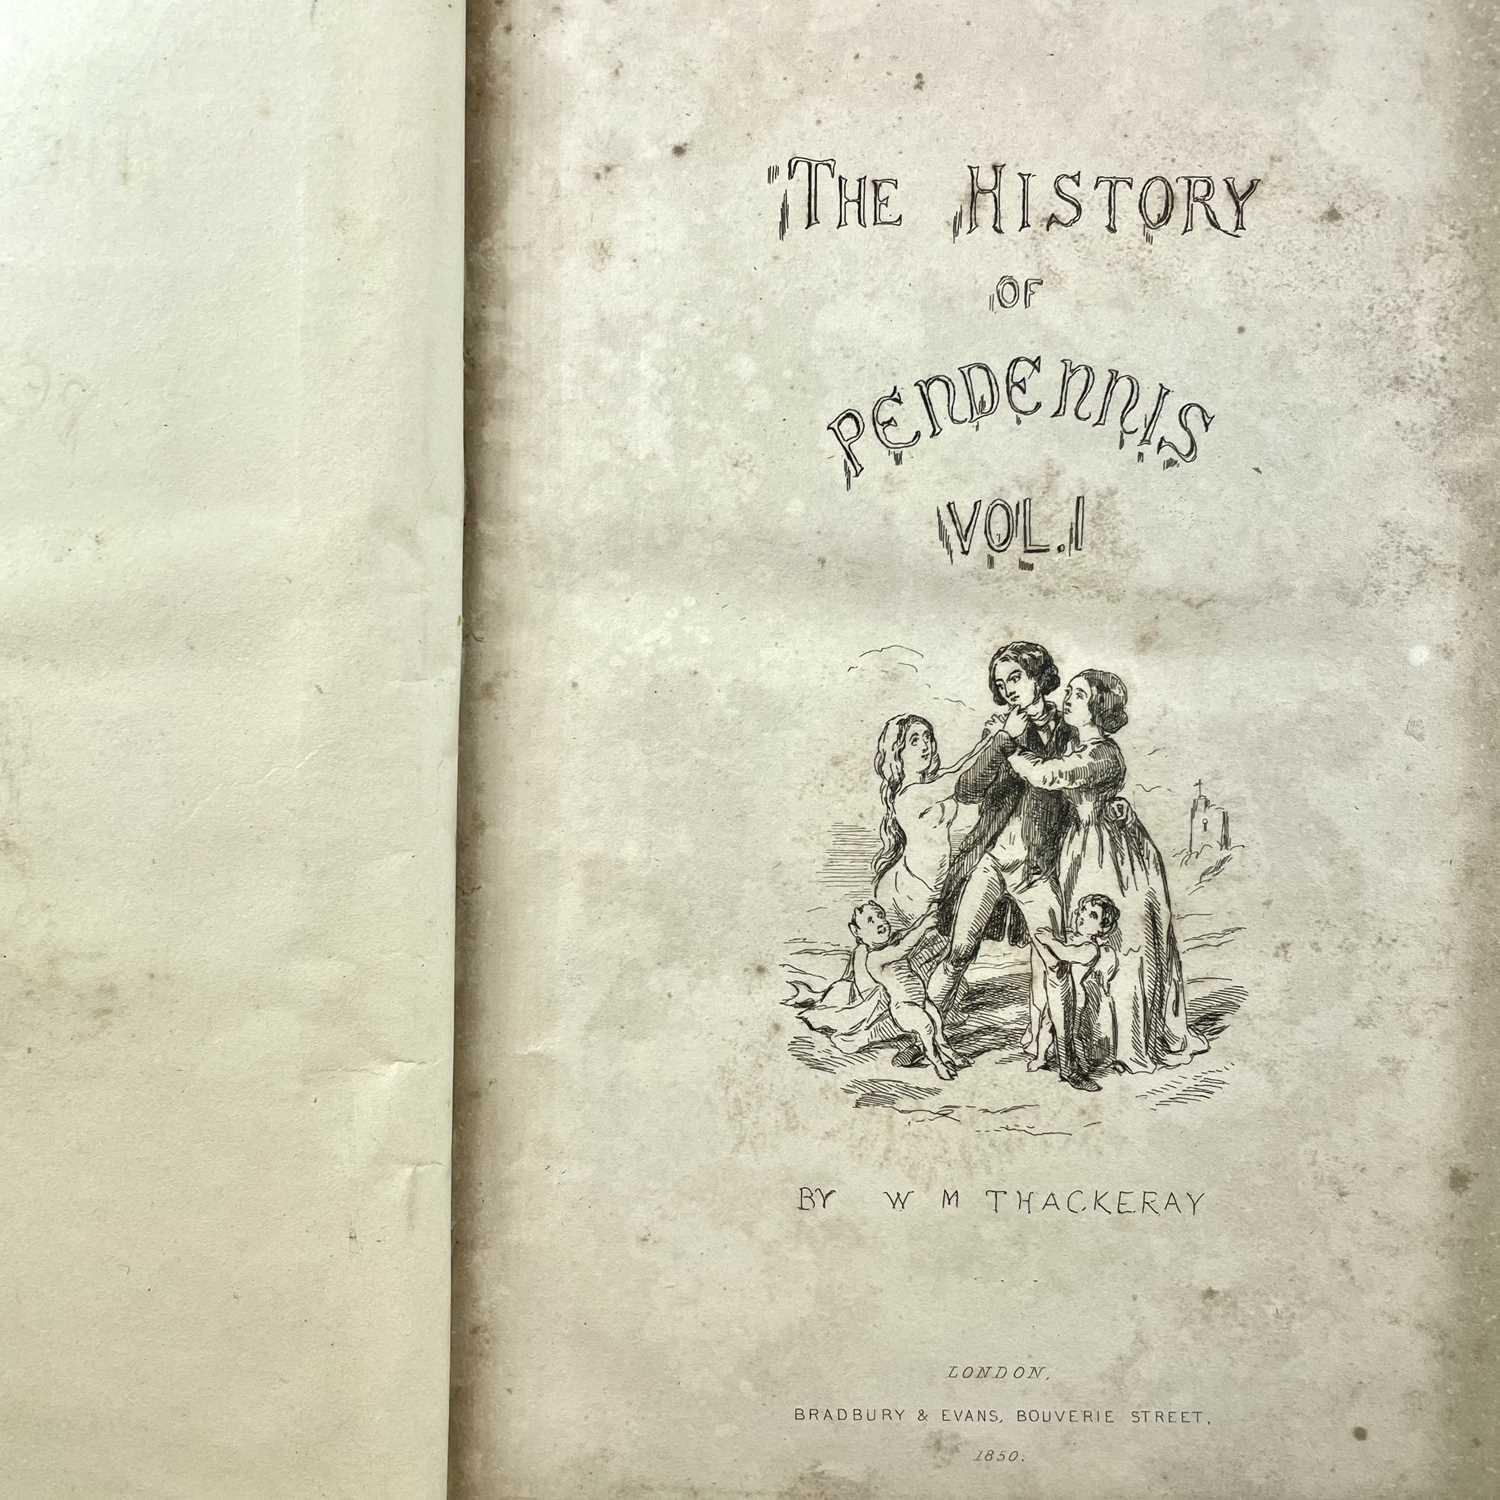 THE HISTORY
OF
PENDENNIS
VOL. I
BY W M THACKERAY
LONDON,
BRADBURY & EVANS, BOUVERIE STREET,
1850.